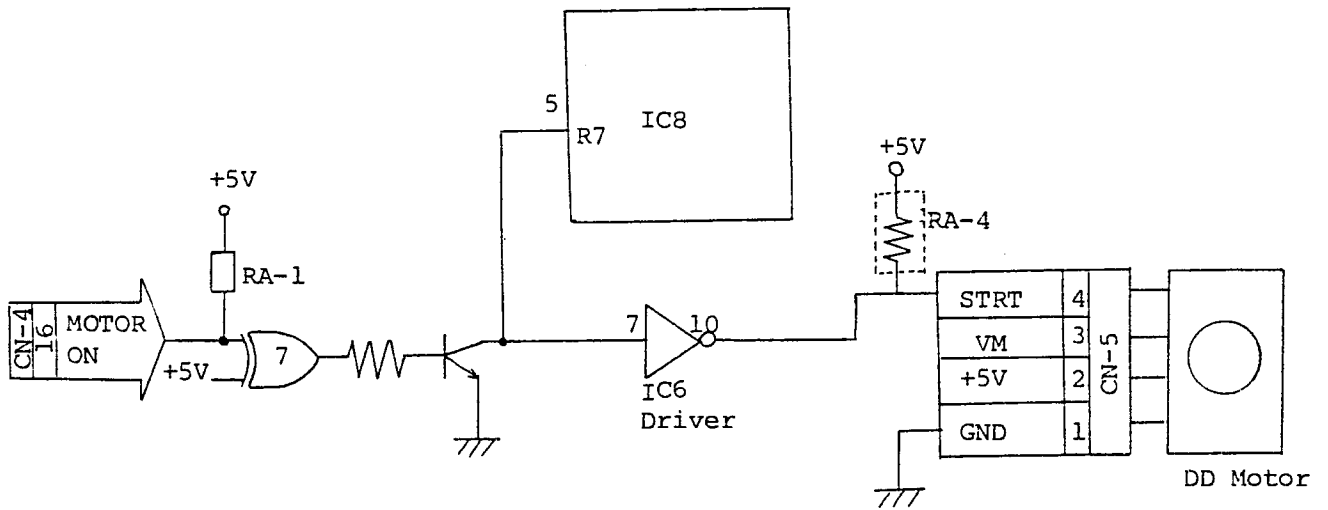 5
R7
IC8
+5V
+5V
RA-4
RA-1
CN-4
16
MOTOR
ON
+5V
7
7
10
IC6
Driver
STRT
4
VM
3
+5V
2
GND
1
CN-5
DD Motor